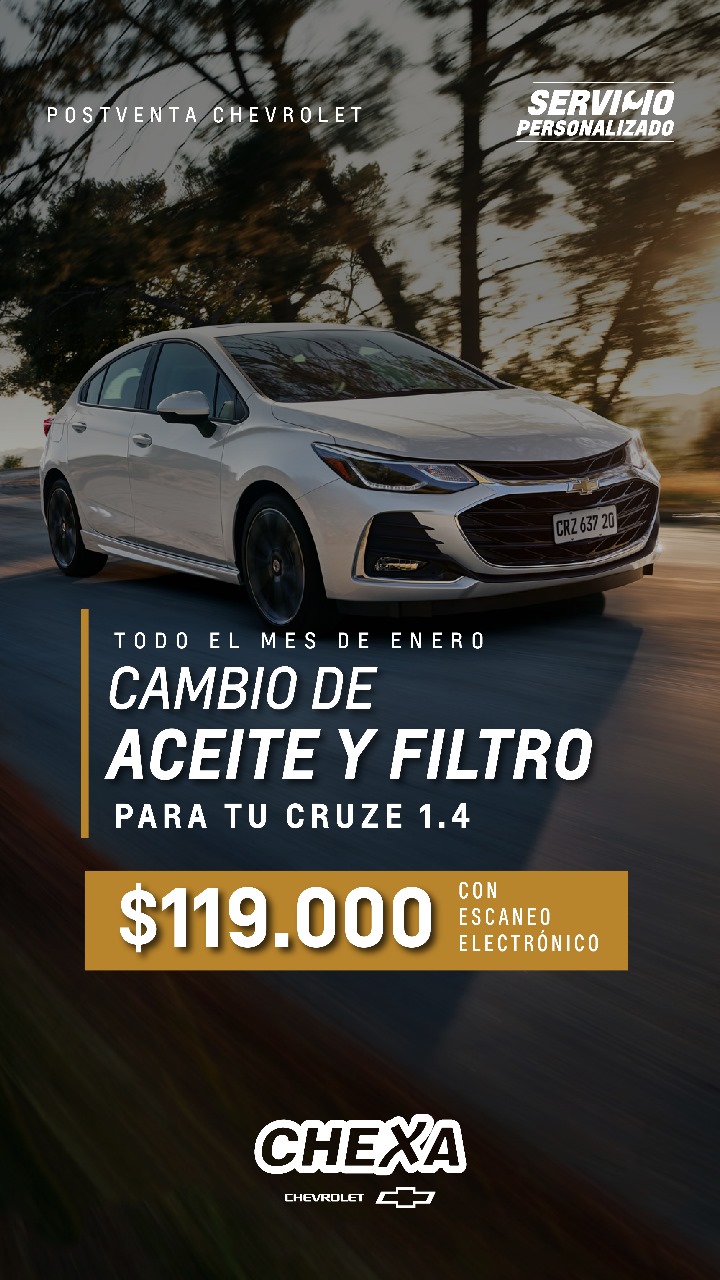 POSTVENTA CHEVROLET
SERVICIO
PERSONALIZADO
CRZ 637 20
TODO EL MES DE ENERO
CAMBIO DE
ACEITE Y FILTRO
PARA TU CRUZE 1.4
$119.000
CON
ESCANEO
ELECTRÓNICO
CHEXA
CHEVROLET